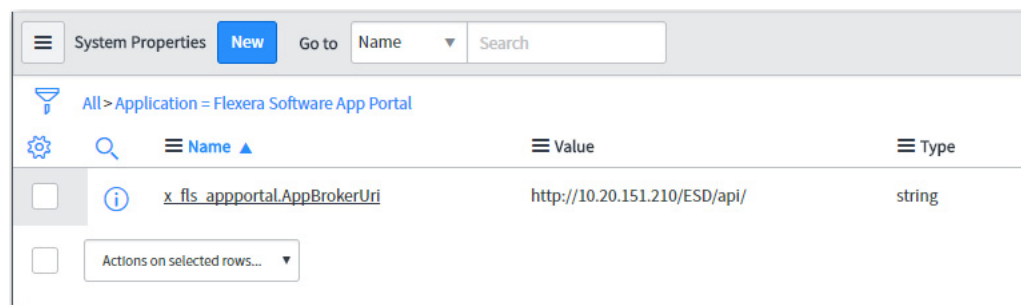 System Properties New Go to Name Search
All > Application = Flexera Software App Portal
Name Value Type
x_fls_appportal.AppBrokerUri http://10.20.151.210/ESD/api/ string
Actions on selected rows...